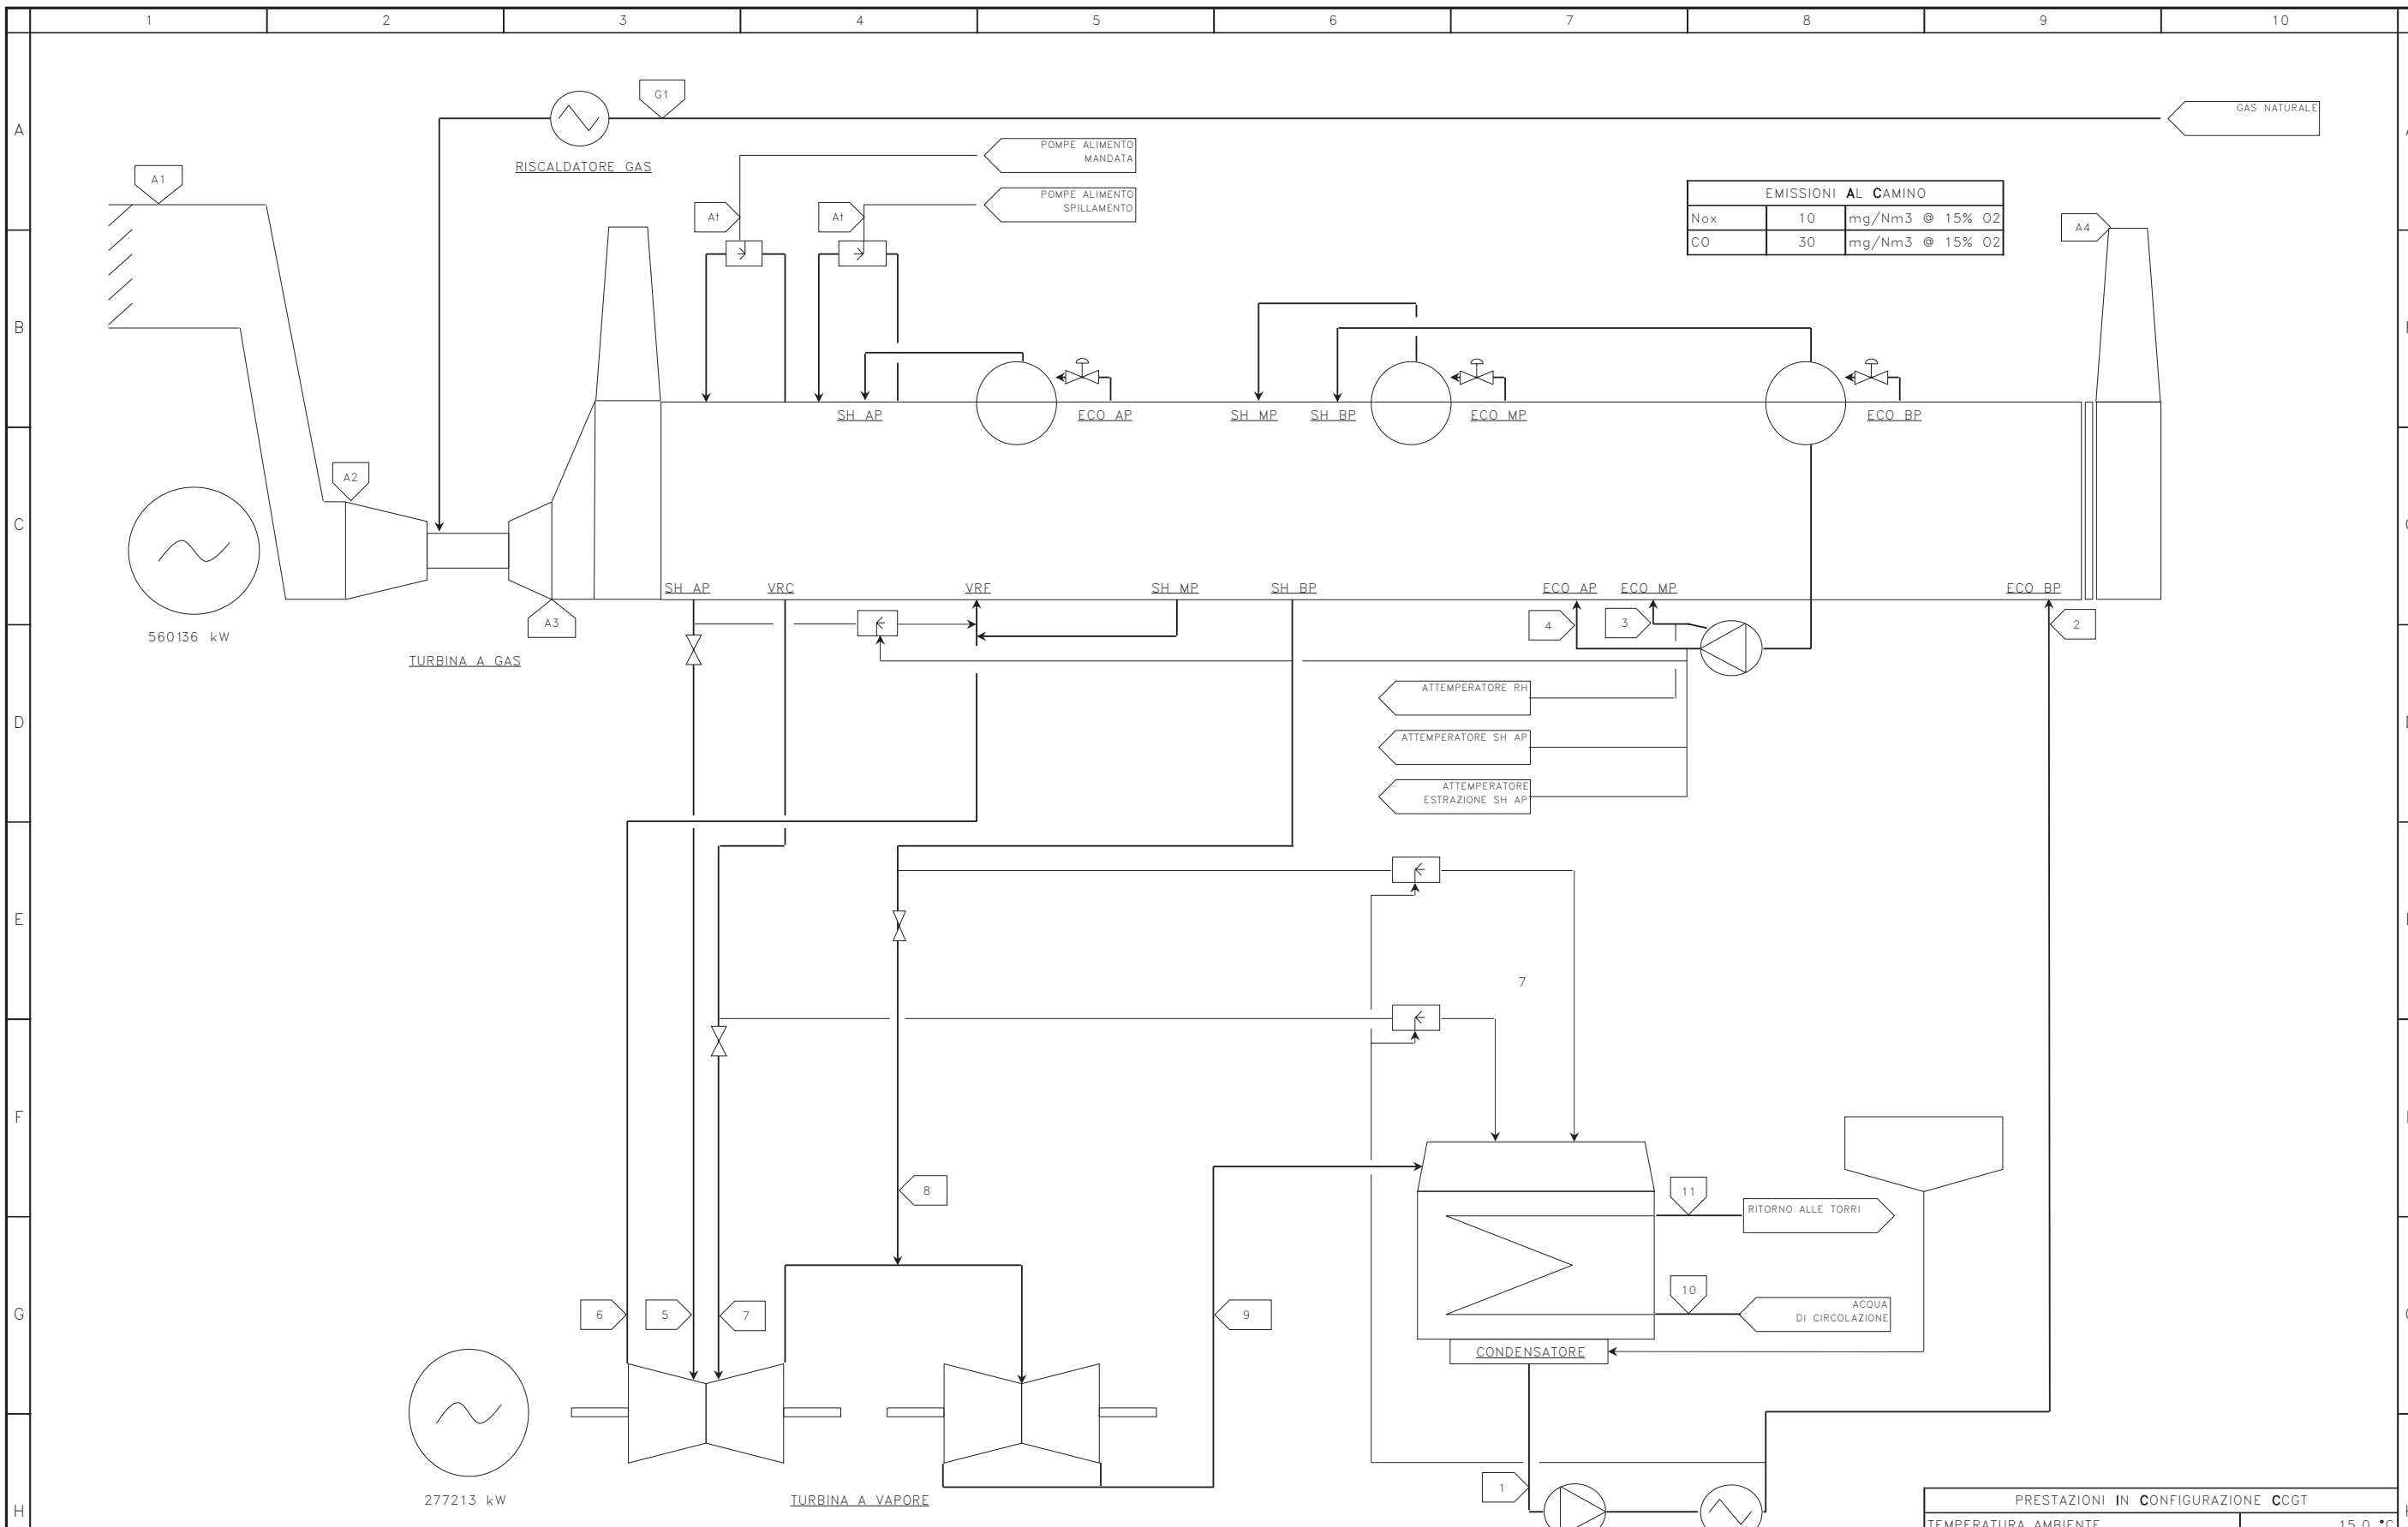 1 2 3 4 5 6 7 8 9 10
A
G1
GAS NATURALE
POMPE ALIMENTO
MANDATA
RISCALDATORE GAS
A1
POMPE ALIMENTO
SPILLAMENTO
EMISSIONI AL CAMINO
Nox 10 mg/Nm3 @ 15% O2
CO 30 mg/Nm3 @ 15% O2
At At
A4
B
SH AP ECO AP SH MP SH BP ECO MP ECO BP
A2
C
SH AP VRC VRF SH MP SH BP ECO AP ECO MP ECO BP
A3
4 3 2
560136 kW
TURBINA A GAS
ATTEMPERATORE RH
D
ATTEMPERATORE SH AP
ATTEMPERATORE
ESTRAZIONE SH AP
E
7
F
8
11
RITORNO ALLE TORRI
10
ACQUA
DI CIRCOLAZIONE
G
6 5 7 9
CONDENSATORE
1
277213 kW
TURBINA A VAPORE
H
PRESTAZIONI IN CONFIGURAZIONE CCGT
TEMPERATURA AMBIENTE 15.0 °C